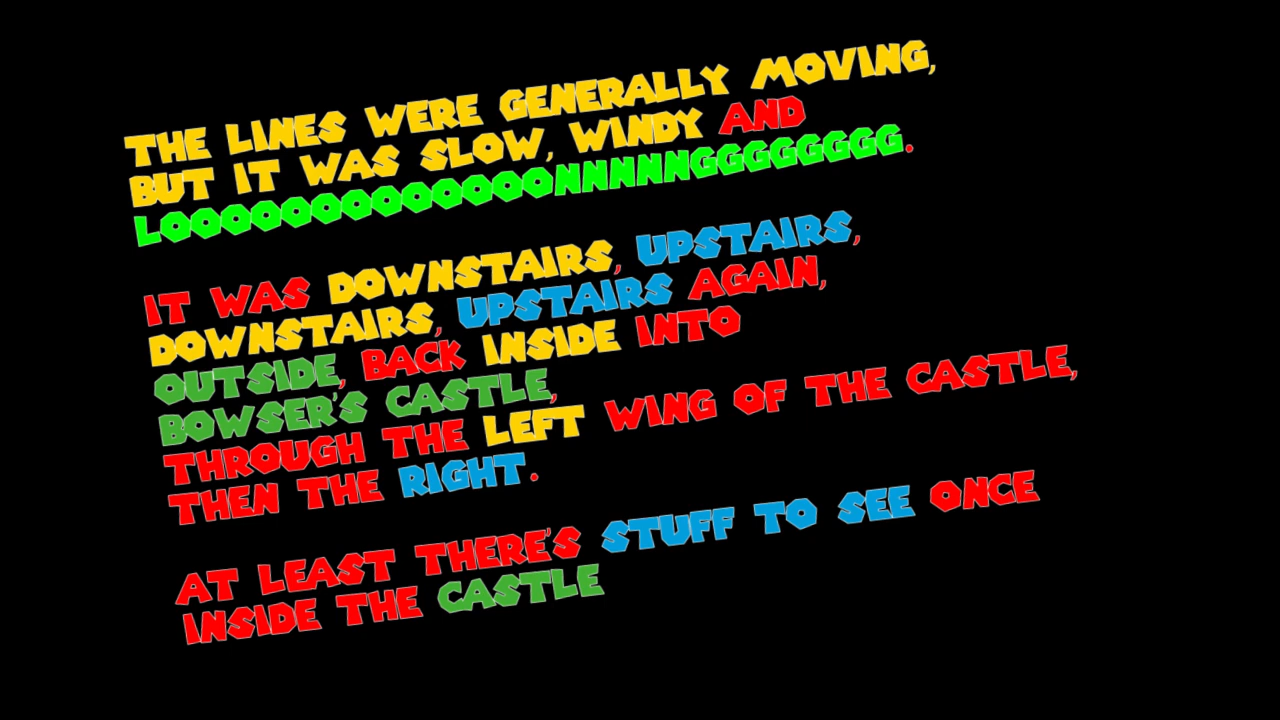 THE LINES WERE GENERALLY MOVING,
BUT IT WAS SLOW, WINDY AND
LOOOOOOOOOOOOONNNNNGGGGGGGG.
IT WAS DOWNSTAIRS, UPSTAIRS,
DOWNSTAIRS, UPSTAIRS AGAIN,
OUTSIDE, BACK INSIDE INTO
BOWSER'S CASTLE,
THROUGH THE LEFT WING OF THE CASTLE,
THEN THE RIGHT.
AT LEAST THERE'S STUFF TO SEE ONCE
INSIDE THE CASTLE